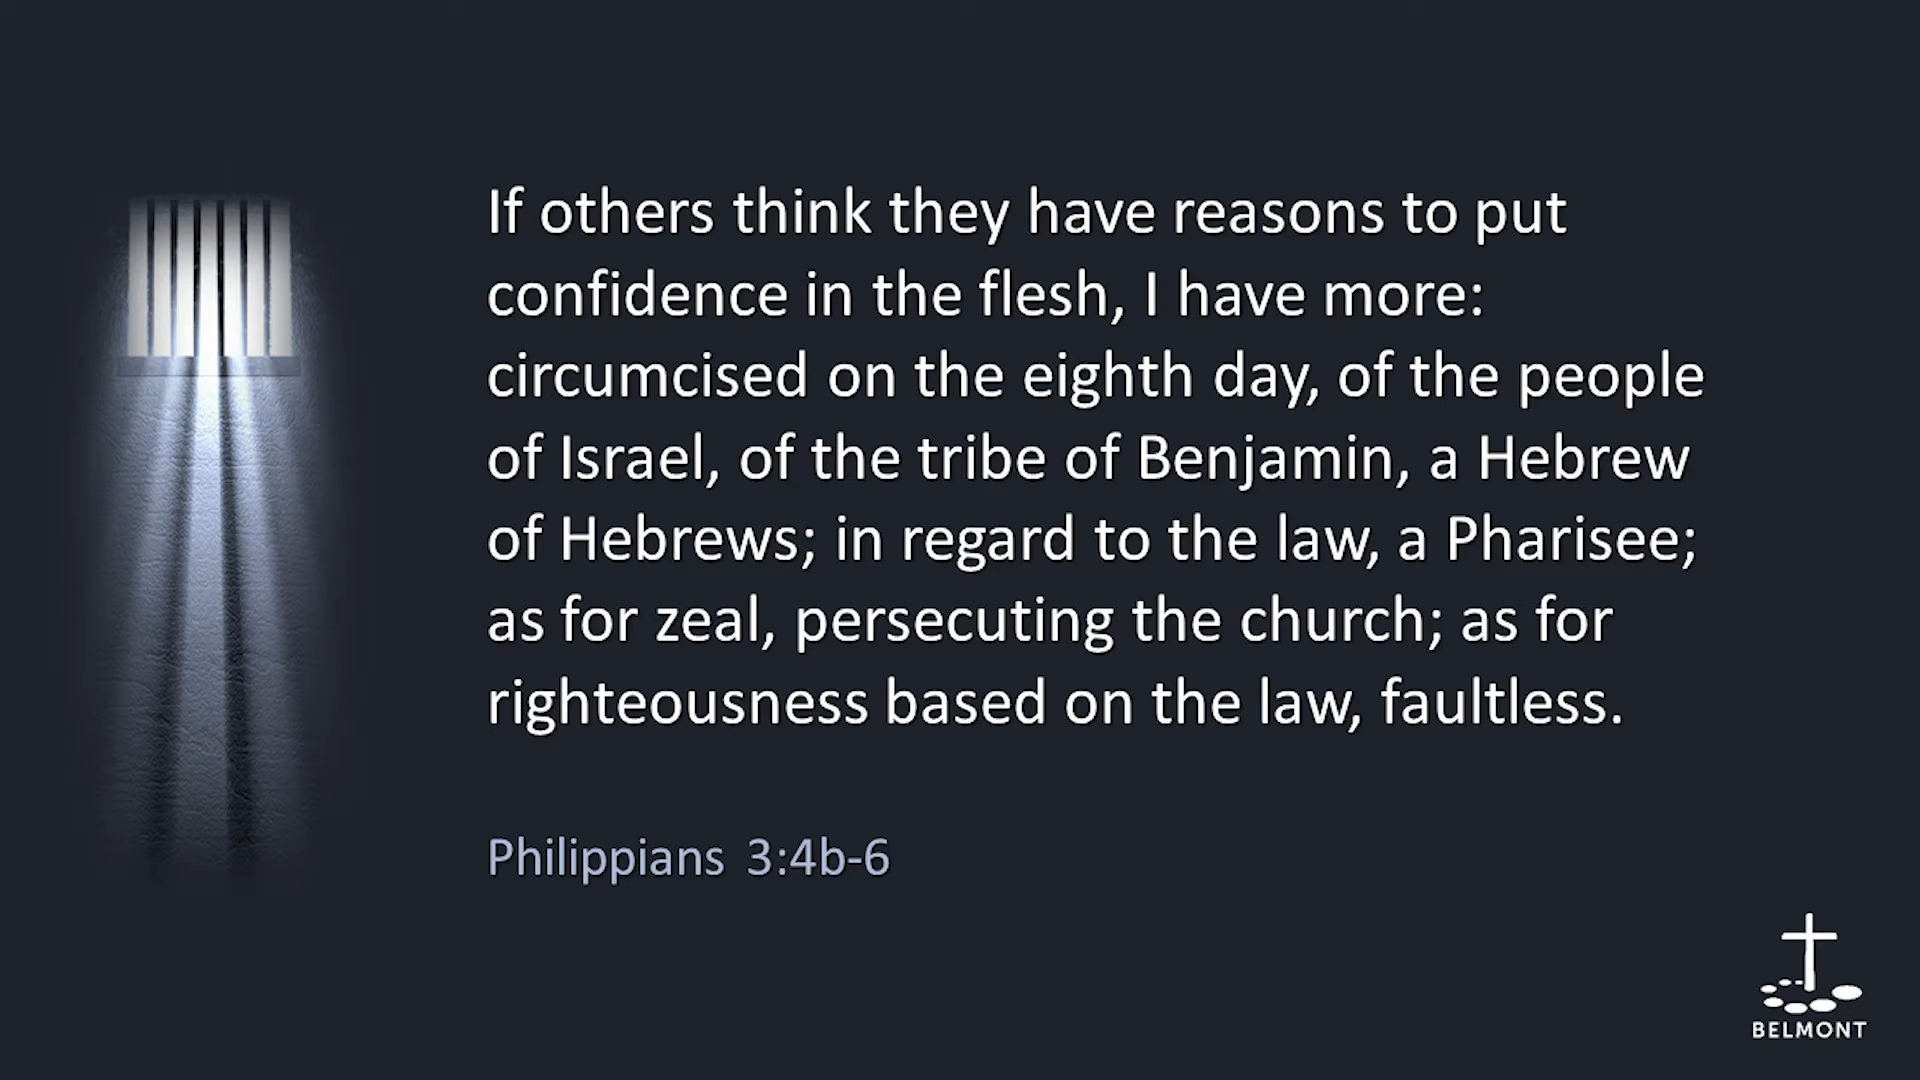 If others think they have reasons to put
confidence in the flesh, I have more:
circumcised on the eighth day, of the people
of Israel, of the tribe of Benjamin, a Hebrew
of Hebrews; in regard to the law, a Pharisee;
as for zeal, persecuting the church; as for
righteousness based on the law, faultless.
Philippians 3:4b-6
BELMONT